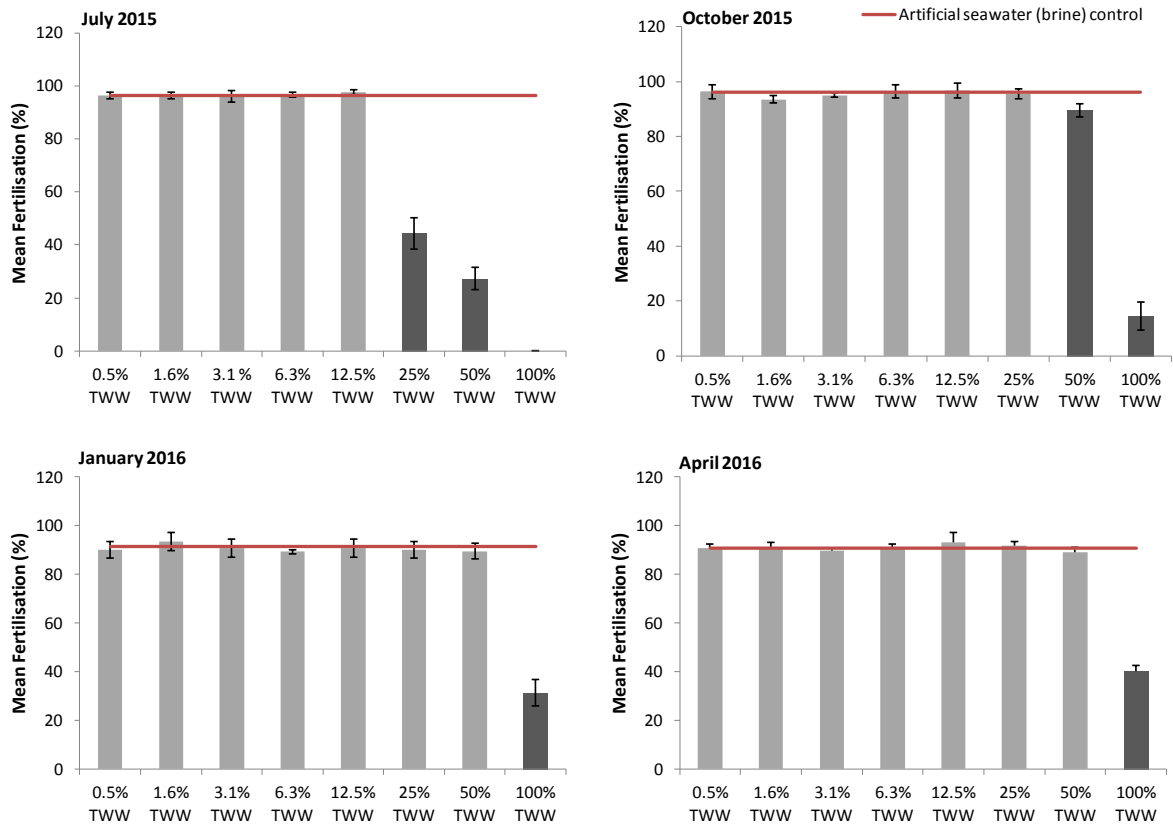 July 2015
Mean Fertilisation (%)
120
100
80
60
40
20
0
0.5% 1.6% 3.1 % 6.3% 12.5% 25% 50% 100%
TWW TWW TWW TWW TWW TWW TWW TWW
October 2015
Artificial seawater (brine) control
Mean Fertilisation (%)
120
100
80
60
40
20
0
0.5% 1.6% 3.1% 6.3% 12.5% 25% 50% 100%
TWW TWW TWW TWW TWW TWW TWW TWW
January 2016
Mean Fertilisation (%)
120
100
80
60
40
20
0
0.5% 1.6% 3.1% 6.3% 12.5% 25% 50% 100%
TWW TWW TWW TWW TWW TWW TWW TWW
April 2016
Mean Fertilisation (%)
120
100
80
60
40
20
0
0.5% 1.6% 3.1% 6.3% 12.5% 25% 50% 100%
TWW TWW TWW TWW TWW TWW TWW TWW